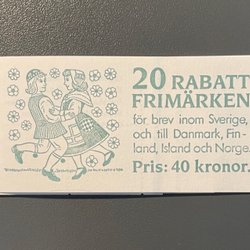 20 RABATT
FRIMÄRKEN
för brev inom Sverige,
och till Danmark, Fin-
land, Island och Norge.
Pris: 40 kronor.